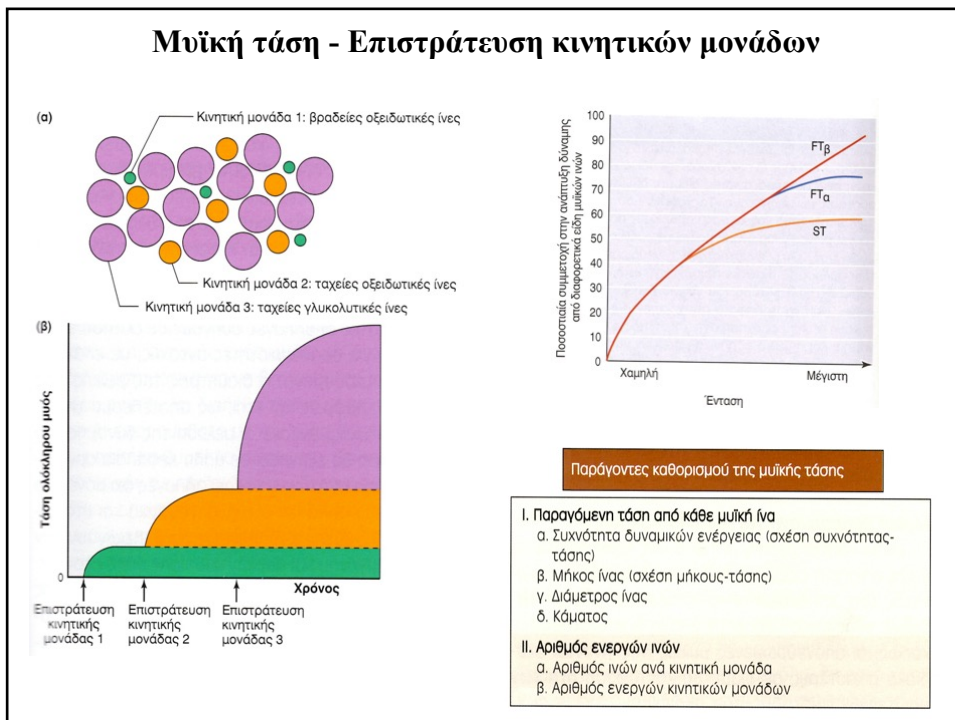 Μυϊκή τάση - Επιστράτευση κινητικών μονάδων
(α)
Κινητική μονάδα 1: βραδείες οξειδωτικές ίνες
Κινητική μονάδα 2: ταχείες οξειδωτικές ίνες
Κινητική μονάδα 3: ταχείες γλυκολυτικές ίνες
(β)
Τάση ολόκληρου μυός
0
Χρόνος
Επιστράτευση
κινητικής
μονάδας 1
Επιστράτευση
κινητικής
μονάδας 2
Επιστράτευση
κινητικής
μονάδας 3
Ποσοστιαία συμμετοχή στην ανάπτυξη δύναμης
από διαφορετικά είδη μυϊκών ινών
100
90
80
70
60
50
40
30
20
10
0
FTβ
FTα
ST
Χαμηλή
Μέγιστη
Ένταση
Παράγοντες καθορισμού της μυϊκής τάσης
I. Παραγόμενη τάση από κάθε μυϊκή ίνα
α. Συχνότητα δυναμικών ενέργειας (σχέση συχνότητας-
τάσης)
β. Μήκος ίνας (σχέση μήκους-τάσης)
γ. Διάμετρος ίνας
δ. Κάματος
II. Αριθμός ενεργών ινών
α. Αριθμός ινών ανά κινητική μονάδα
β. Αριθμός ενεργών κινητικών μονάδων